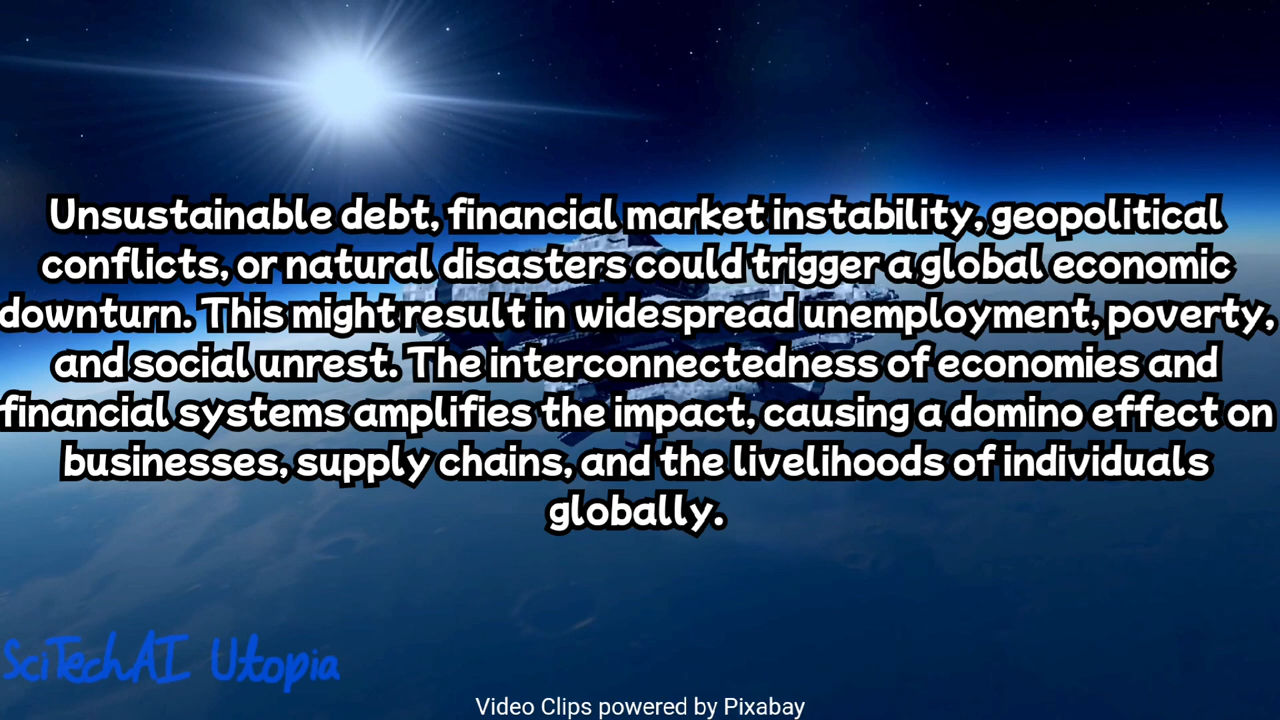 Unsustainable debt, financial market instability, geopolitical
conflicts, or natural disasters could trigger a global economic
downturn. This might result in widespread unemployment, poverty,
and social unrest. The interconnectedness of economies and
financial systems amplifies the impact, causing a domino effect on
businesses, supply chains, and the livelihoods of individuals
globally.
SciTechAI Utopia
Video Clips powered by Pixabay